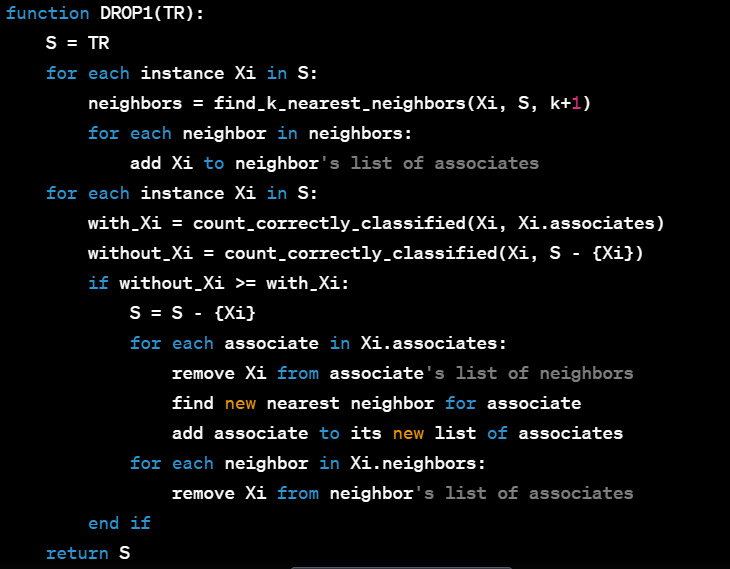 function DROP1(TR):
    S = TR
    for each instance Xi in S:
        neighbors = find_k_nearest_neighbors(Xi, S, k+1)
        for each neighbor in neighbors:
            add Xi to neighbor's list of associates
    for each instance Xi in S:
        with_Xi = count_correctly_classified(Xi, Xi.associates)
        without_Xi = count_correctly_classified(Xi, S - {Xi})
        if without_Xi >= with_Xi:
            S = S - {Xi}
            for each associate in Xi.associates:
                remove Xi from associate's list of neighbors
                find new nearest neighbor for associate
                add associate to its new list of associates
            for each neighbor in Xi.neighbors:
                remove Xi from neighbor's list of associates
        end if
    return S